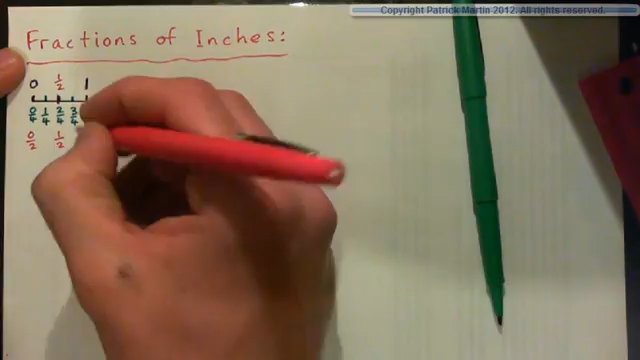 Copyright Patrick Martin 2012. All rights reserved.
Fractions of Inches:
0 1/2 1
0/4 1/4 2/4 3/4
0/2 1/2